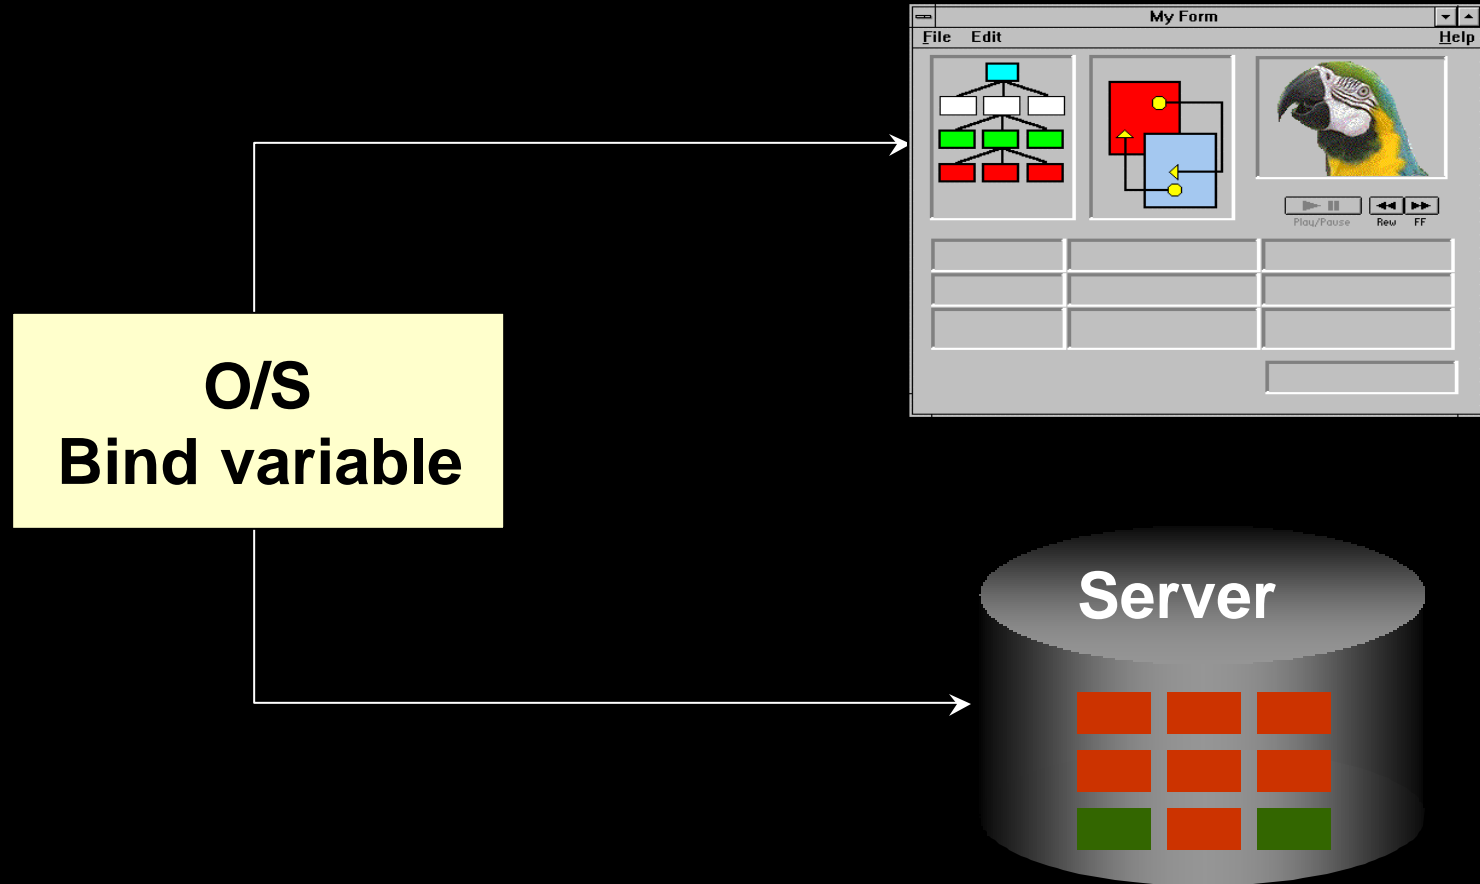 My Form
File Edit Help
Play/Pause Rew FF
O/S
Bind variable
Server